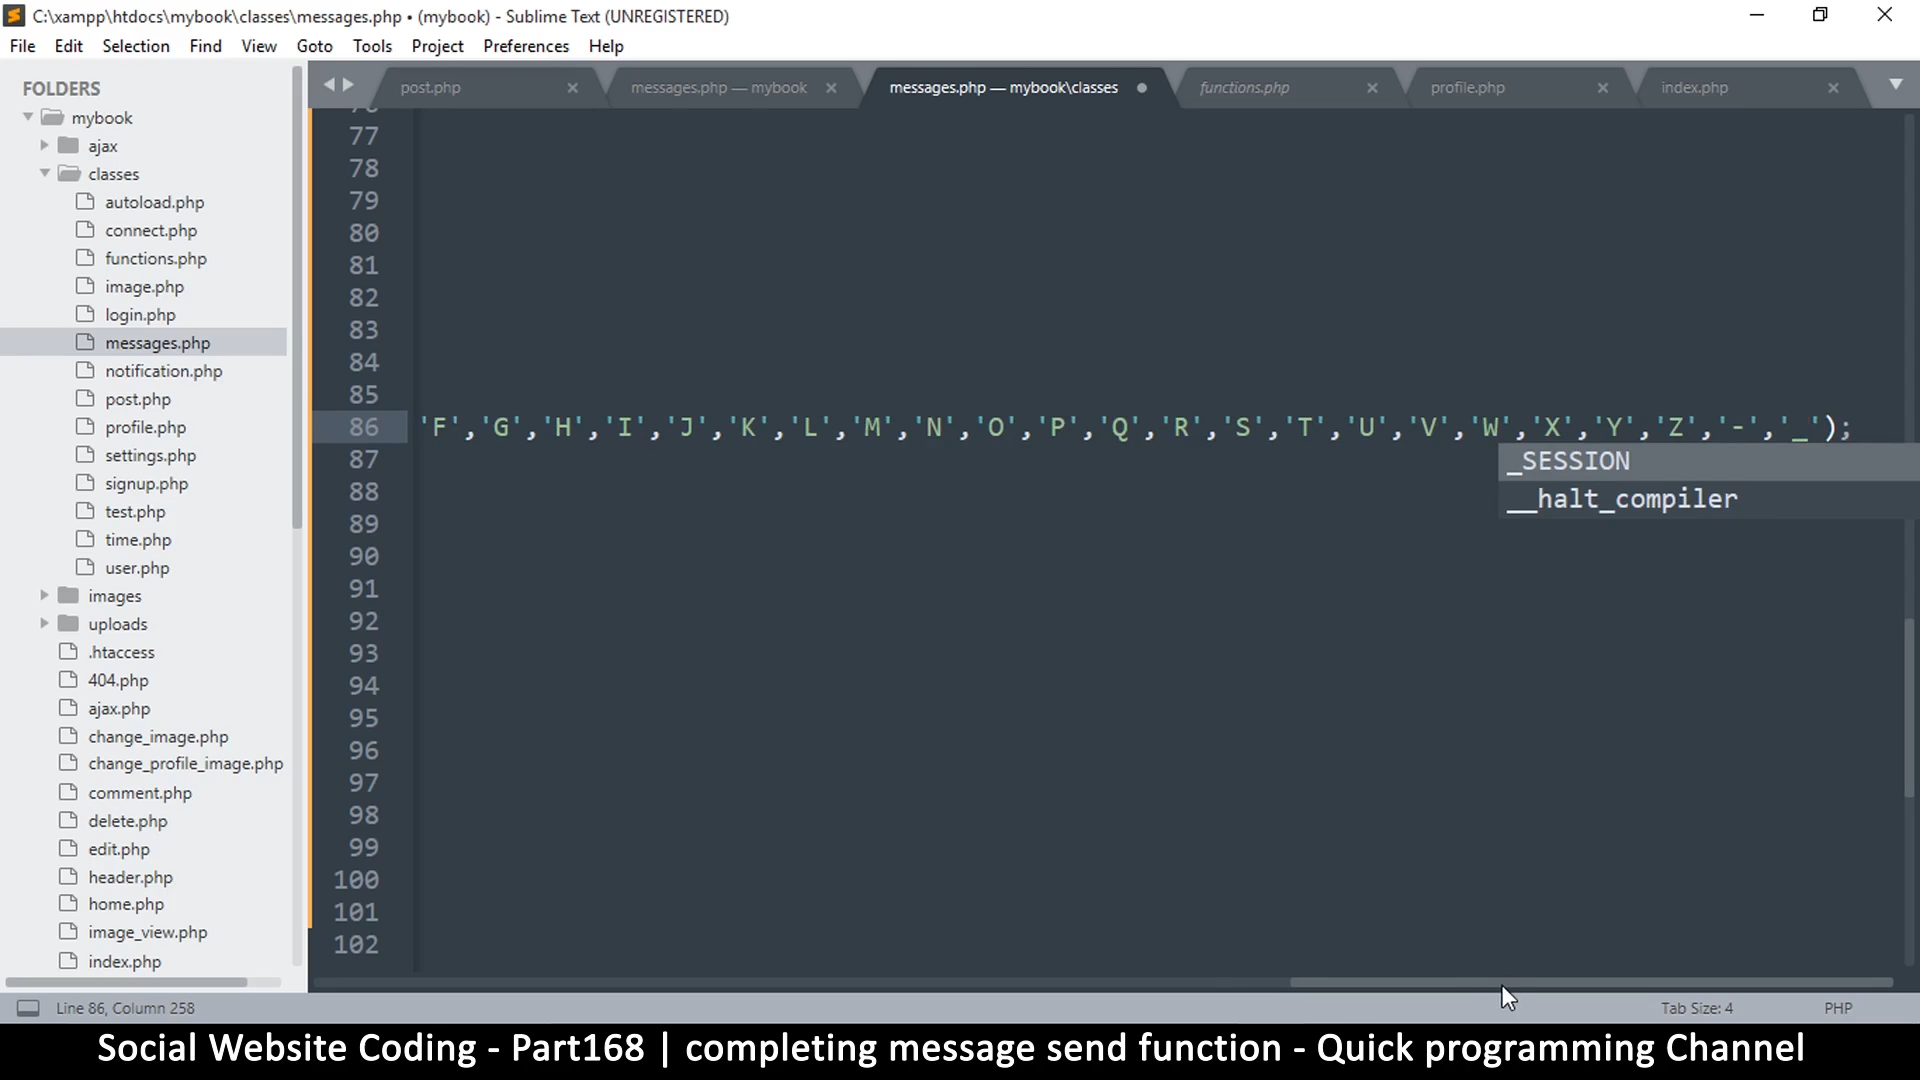 C:\xampp\htdocs\mybook\classes\messages.php • (mybook) - Sublime Text (UNREGISTERED)
File Edit Selection Find View Goto Tools Project Preferences Help
FOLDERS
mybook
ajax
classes
autoload.php
connect.php
functions.php
image.php
login.php
messages.php
notification.php
post.php
profile.php
settings.php
signup.php
test.php
time.php
user.php
images
uploads
.htaccess
404.php
ajax.php
change_image.php
change_profile_image.php
comment.php
delete.php
edit.php
header.php
home.php
image_view.php
index.php
post.php messages.php — mybook messages.php — mybook\classes functions.php profile.php index.php
77
78
79
80
81
82
83
84
85
86 'F','G','H','I','J','K','L','M','N','O','P','Q','R','S','T','U','V','W','X','Y','Z','-','_');
87 _SESSION
88 __halt_compiler
89
90
91
92
93
94
95
96
97
98
99
100
101
102
Line 86, Column 258 Tab Size: 4 PHP
Social Website Coding - Part168 | completing message send function - Quick programming Channel